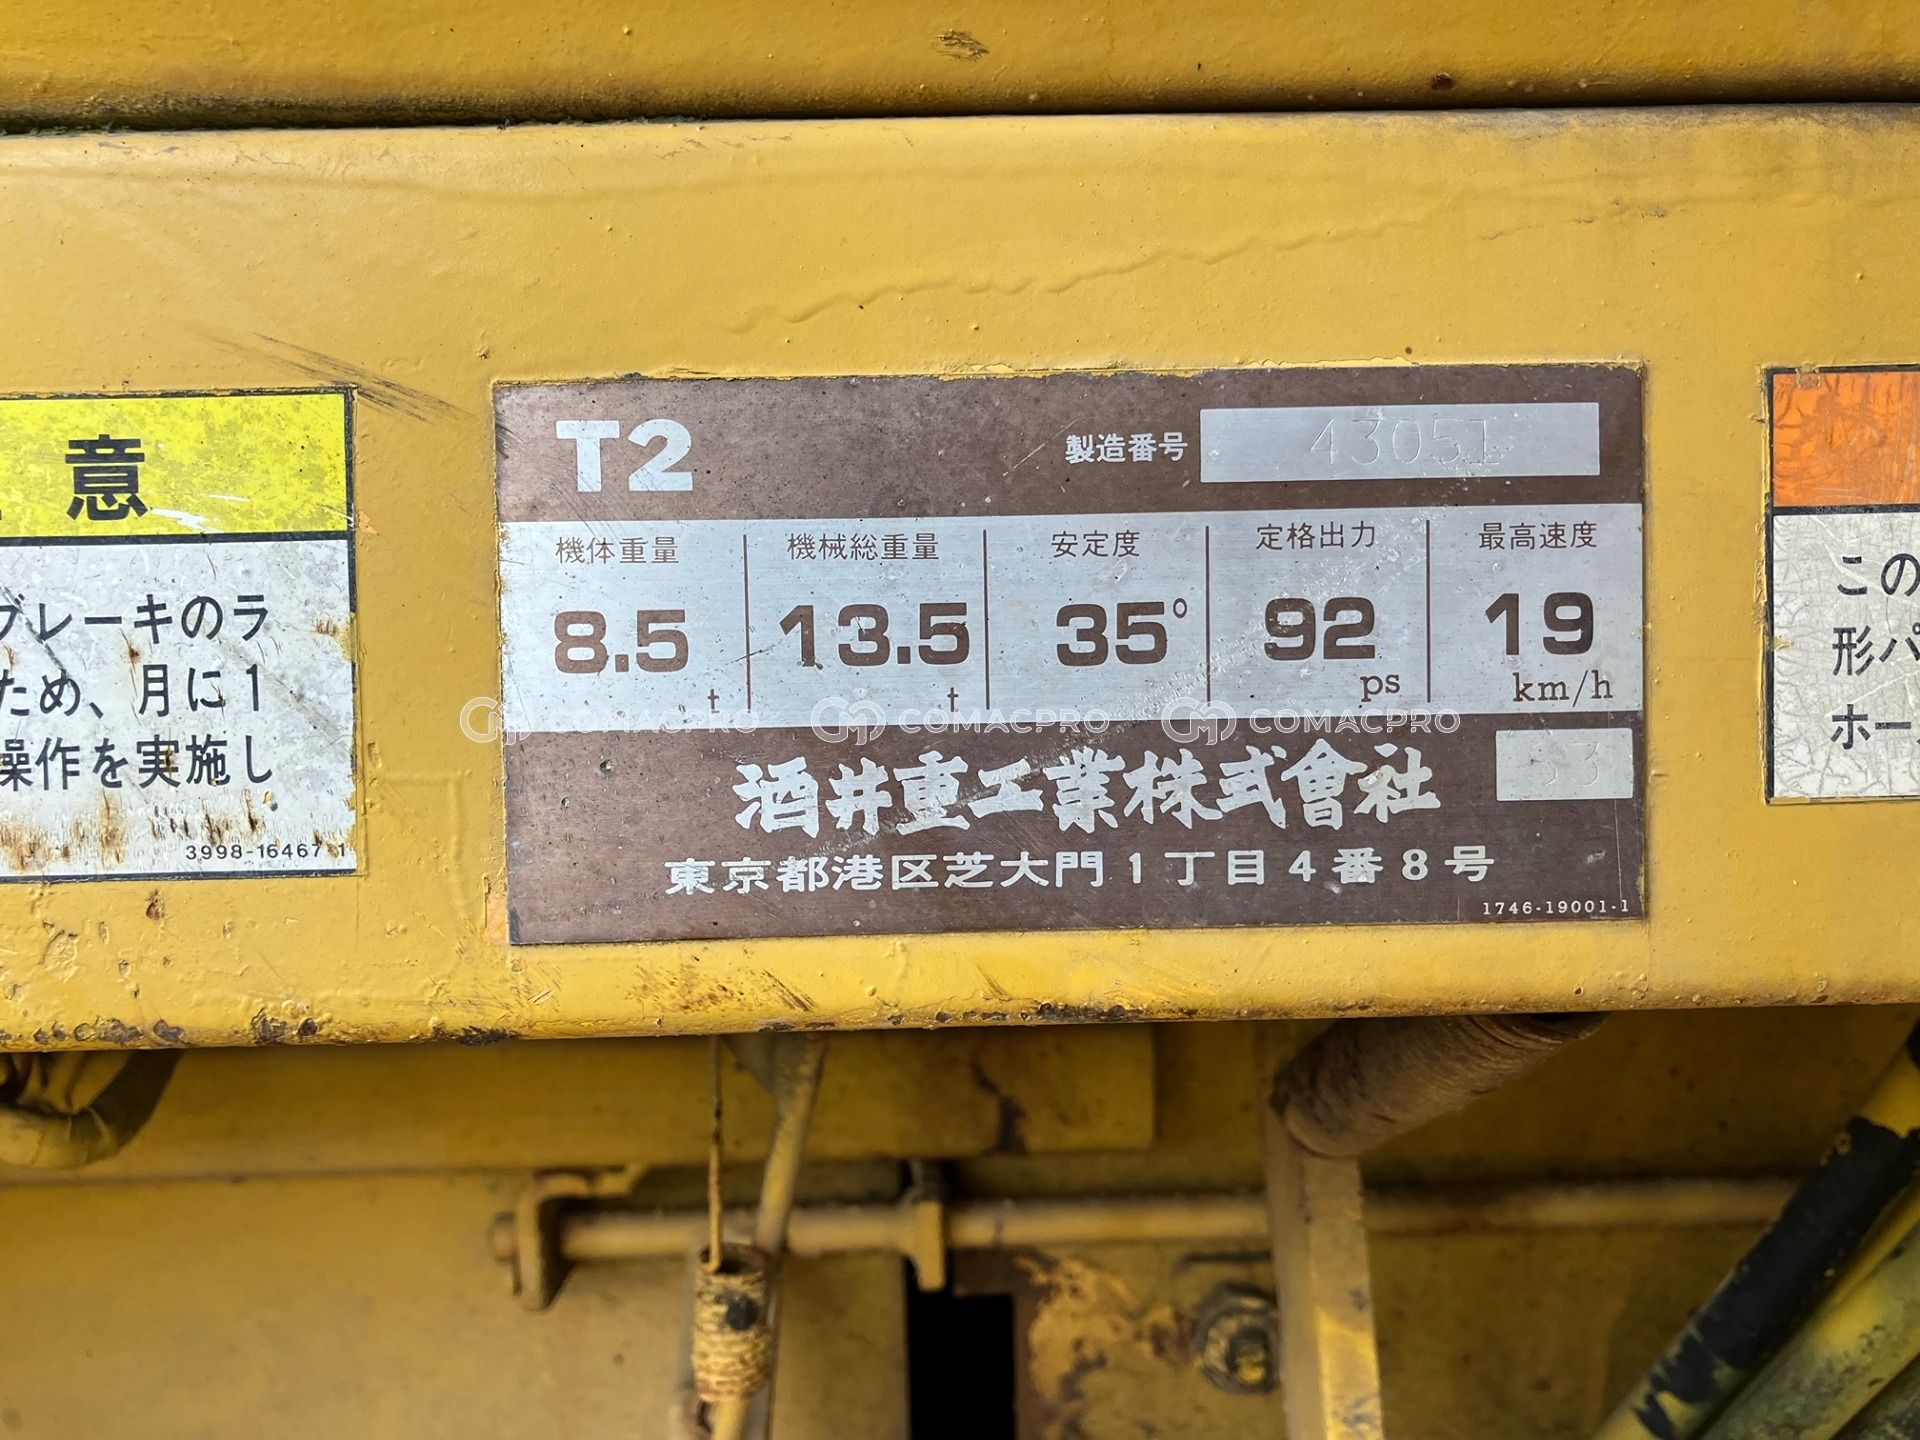 意
ブレーキのラ
ため、月に1
操作を実施し
3998-16467-1
T2
製造番号 43051
機体重量 機械総重量 安定度 定格出力 最高速度
8.5 t 13.5 t 35° 92 ps 19 km/h
COMACPRO COMACPRO COMACPRO
酒井重工業株式會社
S3
東京都港区芝大門1丁目4番8号
1746-19001-1
この
形パ
ホー